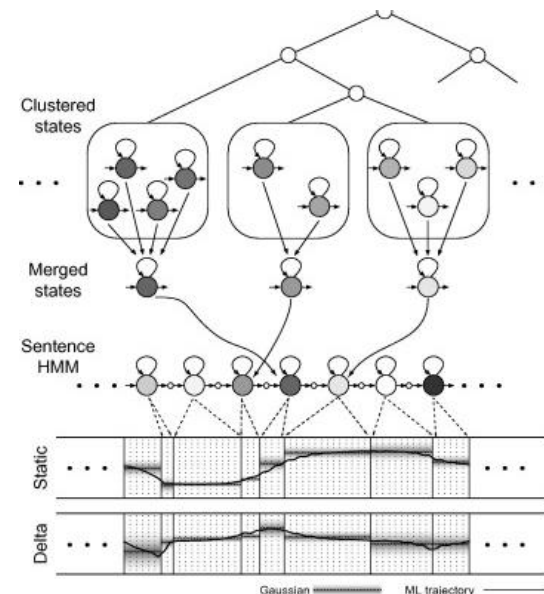 Clustered
states
. . .
. . .
Merged
states
Sentence
HMM
. . .
. . . .
Static
. . .
. . .
Delta
. . .
. . .
Gaussian
ML trajectory